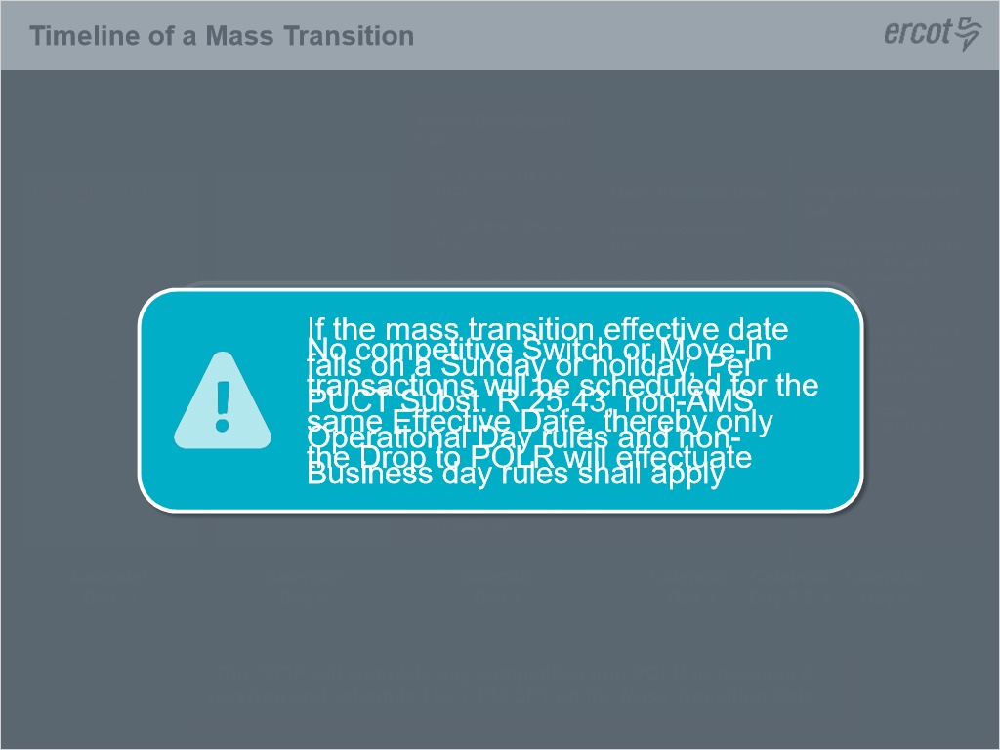 Timeline of a Mass Transition
ercot
If the mass transition effective date
falls on a Sunday or holiday, Per
PUCT Subst. R 25.43, non-AMS
Operational Day rules and non-
Business day rules shall apply
No competitive Switch or Move-In
transactions will be scheduled for the
same Effective Date, thereby only
the Drop to POLR will effectuate